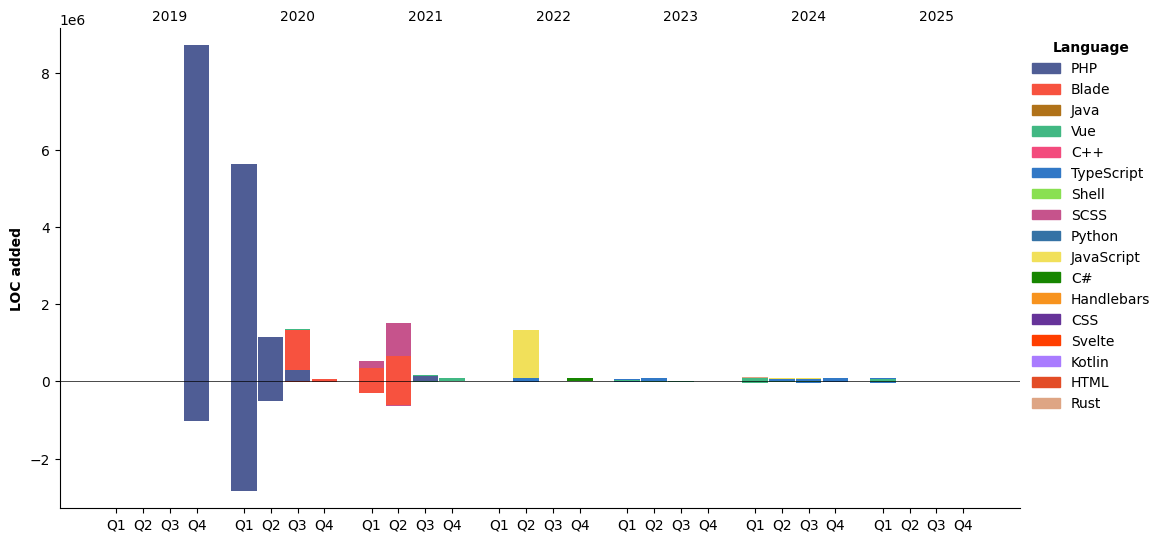 1e6
2019 2020 2021 2022 2023 2024 2025
LOC added
8
6
4
2
0
−2
Q1 Q2 Q3 Q4 Q1 Q2 Q3 Q4 Q1 Q2 Q3 Q4 Q1 Q2 Q3 Q4 Q1 Q2 Q3 Q4 Q1 Q2 Q3 Q4 Q1 Q2 Q3 Q4
Language
PHP
Blade
Java
Vue
C++
TypeScript
Shell
SCSS
Python
JavaScript
C#
Handlebars
CSS
Svelte
Kotlin
HTML
Rust